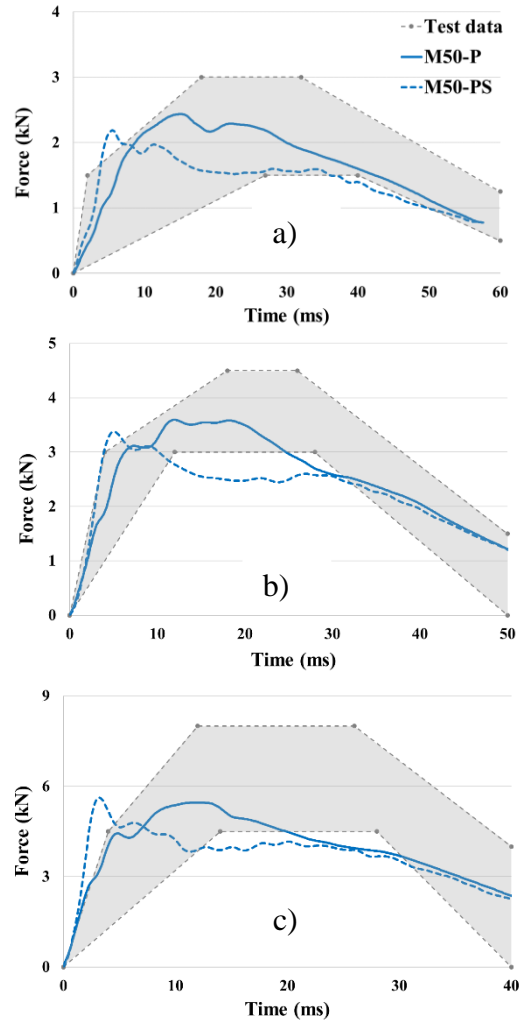 Test data
M50-P
M50-PS
Force (kN)
4
3
2
1
0
a)
0 10 20 30 40 50 60
Time (ms)
Force (kN)
5
4
3
2
1
0
b)
0 10 20 30 40 50
Time (ms)
Force (kN)
9
6
3
0
c)
0 10 20 30 40
Time (ms)